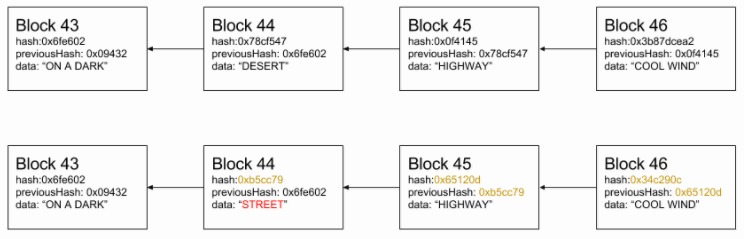 Block 43
hash:0x6fe602
previousHash: 0x09432
data: “ON A DARK”
Block 44
hash:0x78cf547
previousHash: 0x6fe602
data: “DESERT”
Block 45
hash:0x0f4145
previousHash: 0x78cf547
data: “HIGHWAY”
Block 46
hash:0x3b87dcea2
previousHash: 0x0f4145
data: “COOL WIND”
Block 43
hash:0x6fe602
previousHash: 0x09432
data: “ON A DARK”
Block 44
hash:0xb5cc79
previousHash: 0x6fe602
data: “STREET”
Block 45
hash:0x65120d
previousHash: 0xb5cc79
data: “HIGHWAY”
Block 46
hash:0x34c290c
previousHash: 0x65120d
data: “COOL WIND”